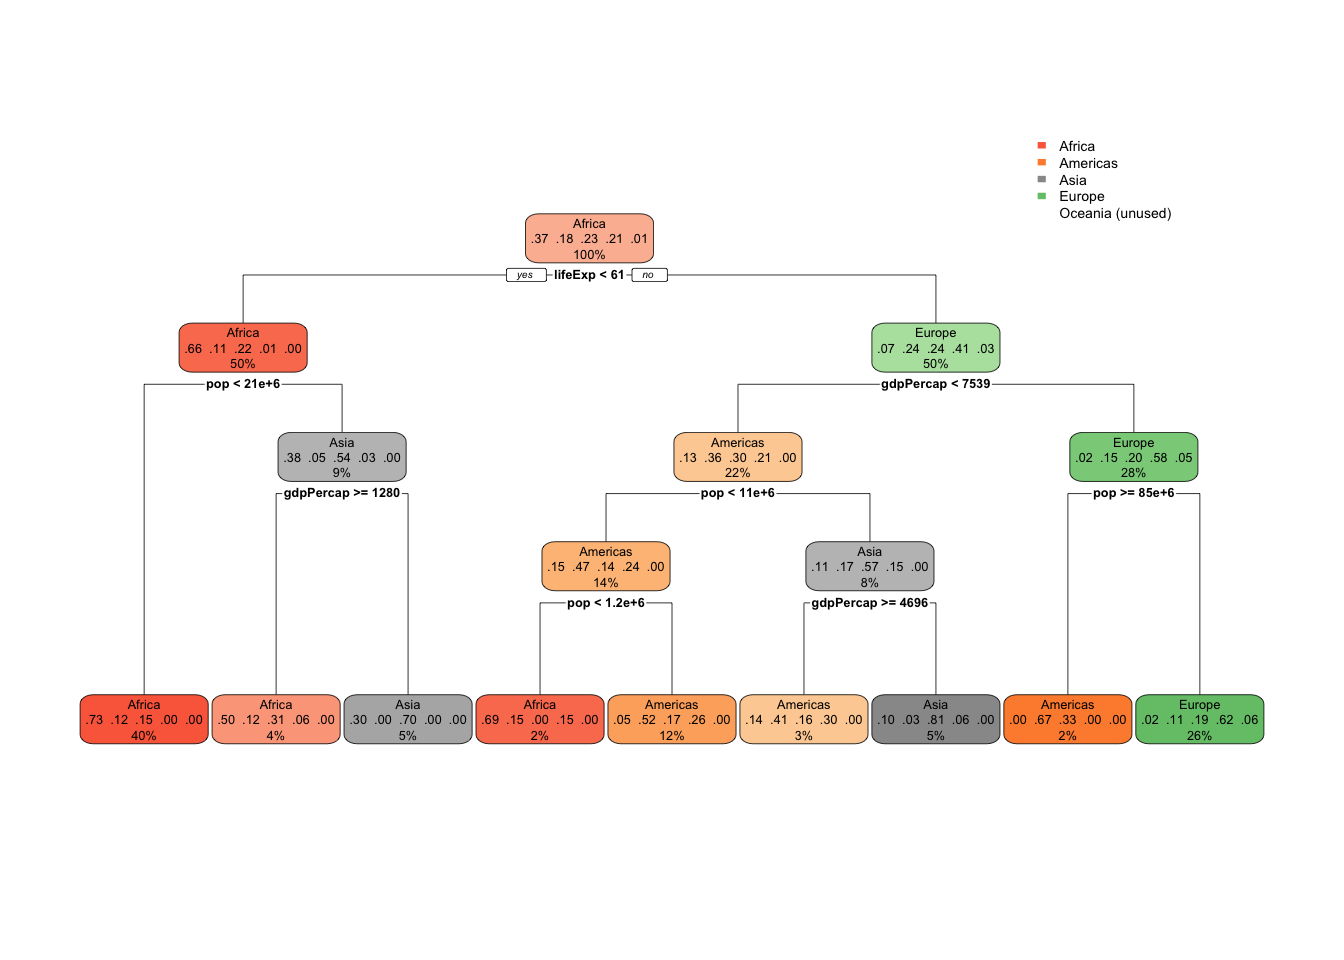 Africa
Americas
Asia
Europe
Oceania (unused)
Africa
.37 .18 .23 .21 .01
100%
yes lifeExp < 61 no
Africa
.66 .11 .22 .01 .00
50%
pop < 21e+6
Europe
.07 .24 .24 .41 .03
50%
gdpPercap < 7539
Asia
.38 .05 .54 .03 .00
9%
gdpPercap >= 1280
Americas
.13 .36 .30 .21 .00
22%
pop < 11e+6
Europe
.02 .15 .20 .58 .05
28%
pop >= 85e+6
Americas
.15 .47 .14 .24 .00
14%
pop < 1.2e+6
Asia
.11 .17 .57 .15 .00
8%
gdpPercap >= 4696
Africa
.73 .12 .15 .00 .00
40%
Africa
.50 .12 .31 .06 .00
4%
Asia
.30 .00 .70 .00 .00
5%
Africa
.69 .15 .00 .15 .00
2%
Americas
.05 .52 .17 .26 .00
12%
Americas
.14 .41 .16 .30 .00
3%
Asia
.10 .03 .81 .06 .00
5%
Americas
.00 .67 .33 .00 .00
2%
Europe
.02 .11 .19 .62 .06
26%